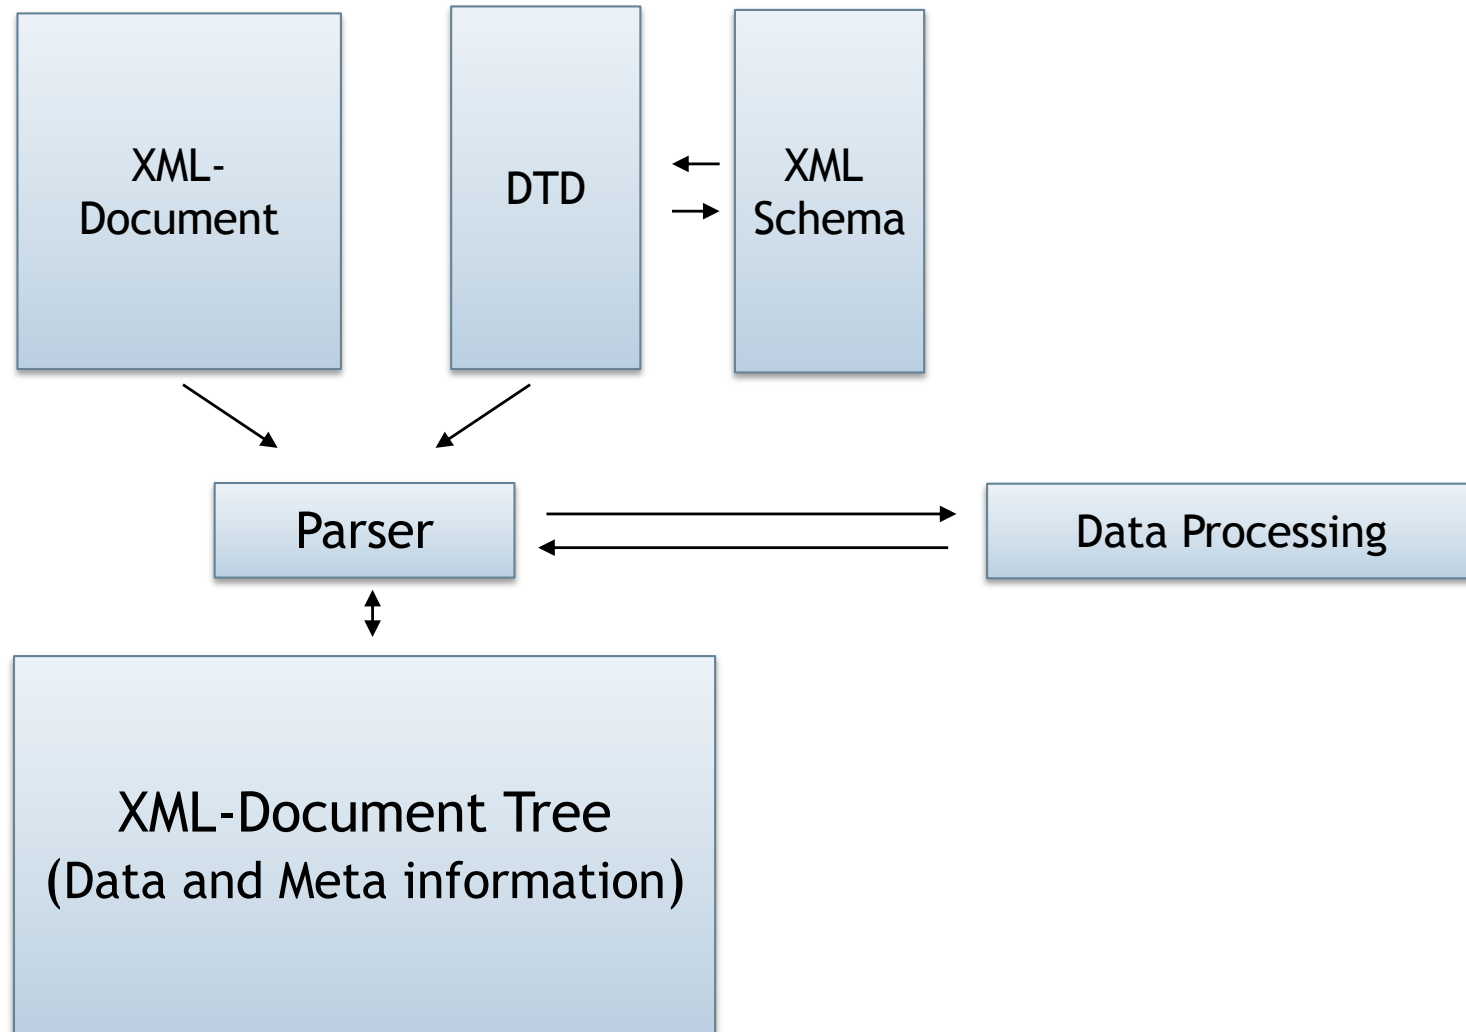 XML-
Document
DTD
XML
Schema
Parser
Data Processing
XML-Document Tree
(Data and Meta information)